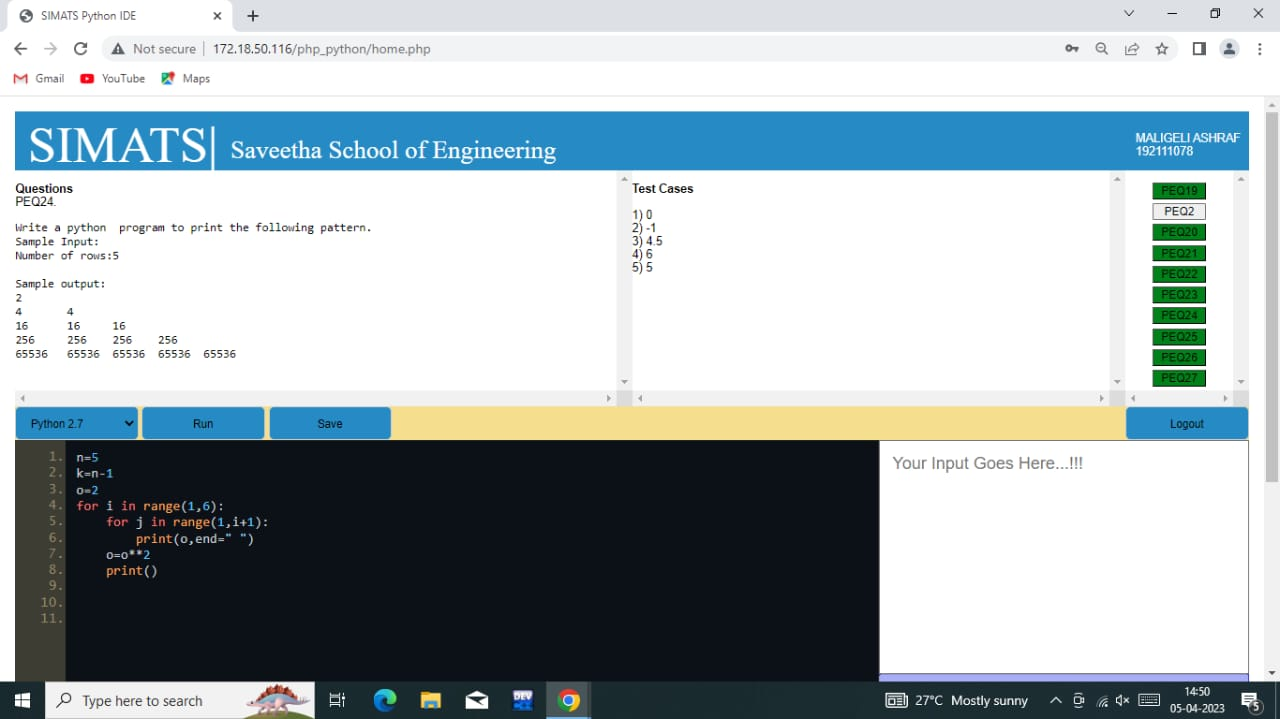 SIMATS Python IDE
Not secure
172.18.50.116/php_python/home.php
Gmail
YouTube
Maps
SIMATS| Saveetha School of Engineering
MALIGELI ASHRAF
192111078
Questions
PEQ24.
Write a python  program to print the following pattern.
Sample Input:
Number of rows:5
Sample output:
2
4 4
16 16 16
256 256 256 256
65536 65536 65536 65536 65536
Test Cases
1) 0
2) -1
3) 4.5
4) 6
5) 5
PEQ19
PEQ2
PEQ20
PEQ21
PEQ22
PEQ23
PEQ24
PEQ25
PEQ26
PEQ27
Python 2.7
Run
Save
Logout
1. n=5
2. k=n-1
3. o=2
4. for i in range(1,6):
5.     for j in range(1,i+1):
6.         print(o,end=" ")
7.     o=o**2
8.     print()
9.
10.
11.
Your Input Goes Here...!!!
Type here to search
DEV
27°C Mostly sunny
14:50
05-04-2023
5